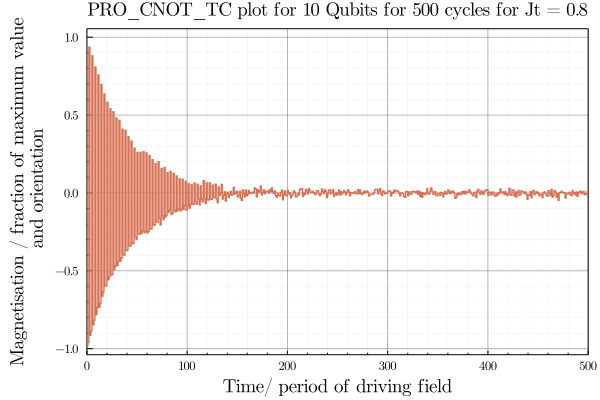 PRO_CNOT_TC plot for 10 Qubits for 500 cycles for Jt = 0.8
Magnetisation / fraction of maximum value
and orientation
1.0
0.5
0.0
−0.5
−1.0
0 100 200 300 400 500
Time/ period of driving field